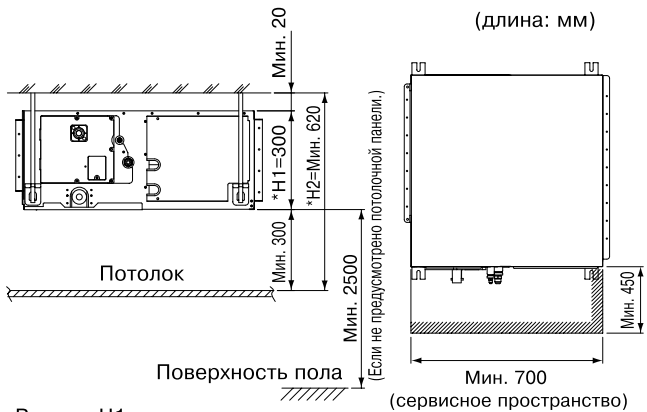 (длина: мм)
Мин. 20
*H1=300
*H2=Мин. 620
Мин. 300
Потолок
Мин. 2500
(Если не предусмотрено потолочной панели.)
Поверхность пола
Мин. 450
Мин. 700
(сервисное пространство)